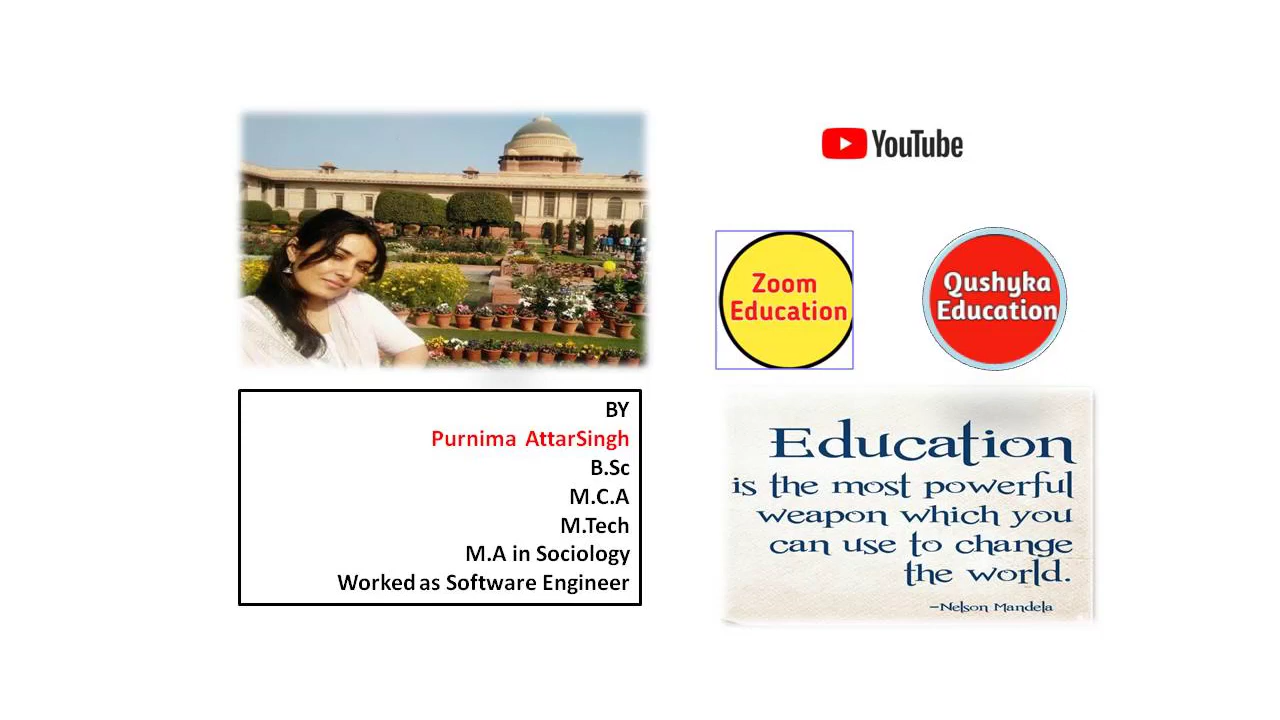 YouTube
Zoom
Education
Qushyka
Education
BY
Purnima AttarSingh
B.Sc
M.C.A
M.Tech
M.A in Sociology
Worked as Software Engineer
Education
is the most powerful
weapon which you
can use to change
the world.
–Nelson Mandela